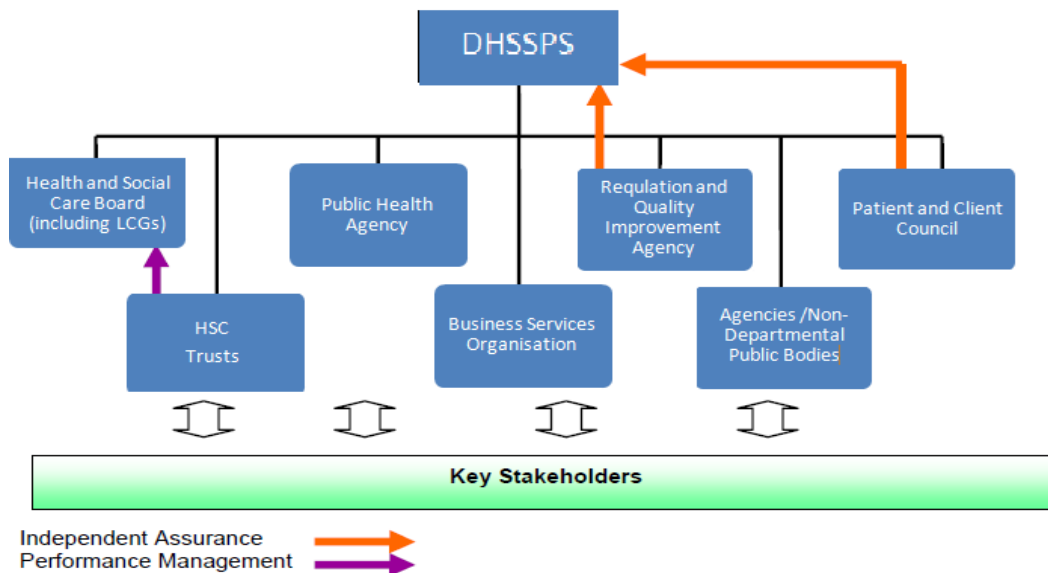 DHSSPS
Health and Social
Care Board
(including LCGs)
Public Health
Agency
Requlation and
Quality
Improvement
Agency
Patient and Client
Council
HSC
Trusts
Business Services
Organisation
Agencies /Non-
Departmental
Public Bodies
Key Stakeholders
Independent Assurance
Performance Management